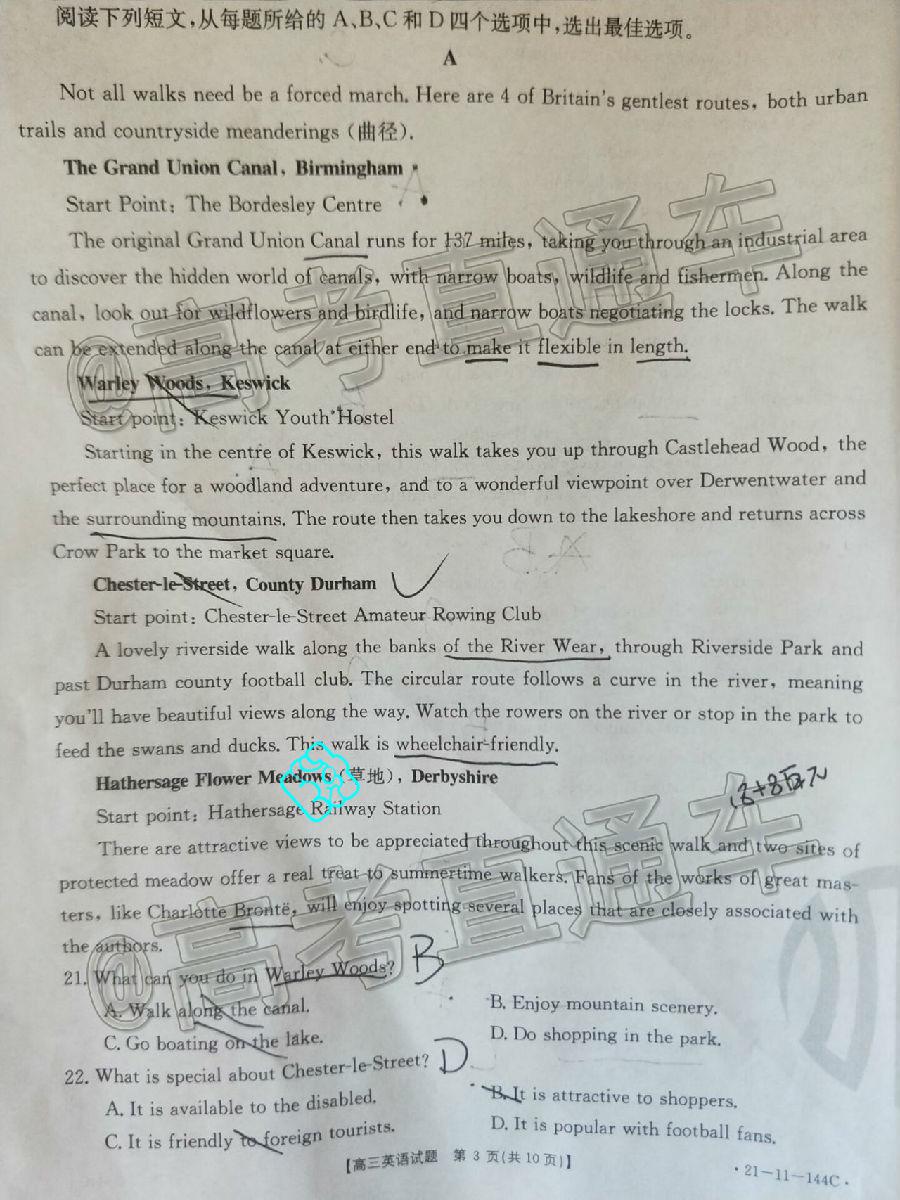 阅读下列短文,从每题所给的 A、B、C 和 D 四个选项中,选出最佳选项。
A
Not all walks need be a forced march. Here are 4 of Britain's gentlest routes, both urban
trails and countryside meanderings (曲径).
The Grand Union Canal, Birmingham
Start Point: The Bordesley Centre
The original Grand Union Canal runs for 137 miles, taking you through an industrial area
to discover the hidden world of canals, with narrow boats, wildlife and fishermen. Along the
canal, look out for wildflowers and birdlife, and narrow boats negotiating the locks. The walk
can be extended along the canal at either end to make it flexible in length.
Warley Woods, Keswick
Start point: Keswick Youth Hostel
Starting in the centre of Keswick, this walk takes you up through Castlehead Wood, the
perfect place for a woodland adventure, and to a wonderful viewpoint over Derwentwater and
the surrounding mountains. The route then takes you down to the lakeshore and returns across
Crow Park to the market square.
Chester-le-Street, County Durham
Start point: Chester-le-Street Amateur Rowing Club
A lovely riverside walk along the banks of the River Wear, through Riverside Park and
past Durham county football club. The circular route follows a curve in the river, meaning
you'll have beautiful views along the way. Watch the rowers on the river or stop in the park to
feed the swans and ducks. This walk is wheelchair-friendly.
Hathersage Flower Meadows (草地), Derbyshire
Start point: Hathersage Railway Station
There are attractive views to be appreciated throughout this scenic walk and two sites of
protected meadow offer a real treat to summertime walkers. Fans of the works of great mas-
ters, like Charlotte Brontë, will enjoy spotting several places that are closely associated with
the authors.
21. What can you do in Warley Woods? B
A. Walk along the canal.
B. Enjoy mountain scenery.
C. Go boating on the lake.
D. Do shopping in the park.
22. What is special about Chester-le-Street? D
A. It is available to the disabled.
B. It is attractive to shoppers.
C. It is friendly to foreign tourists.
D. It is popular with football fans.
【高三英语试题 第 3 页(共 10 页)】
·21-11-144C·
@高考直通车
@高考直通车